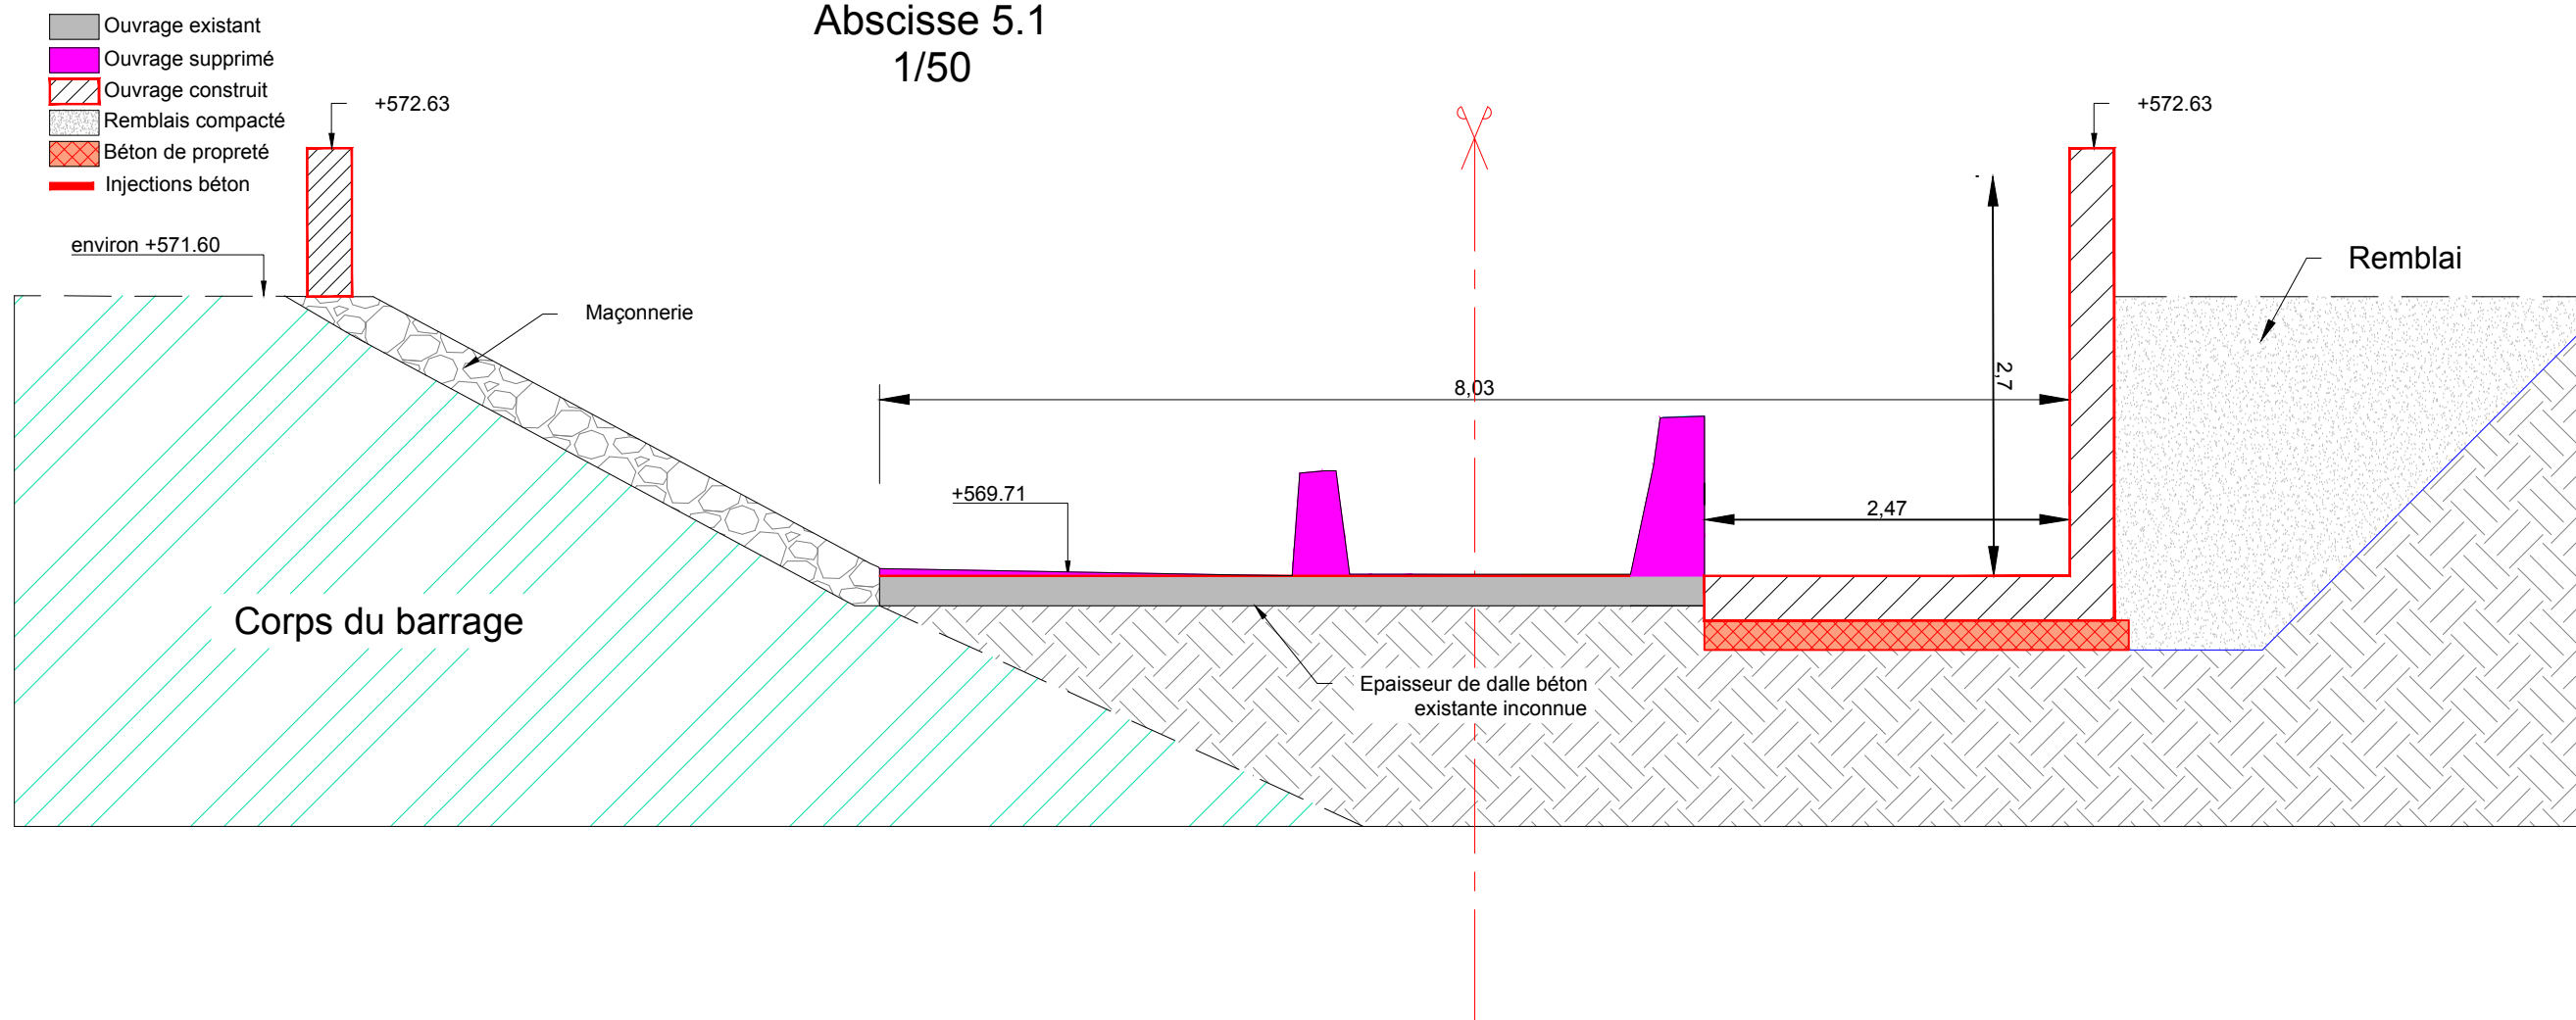 Abscisse 5.1
1/50
Ouvrage existant
Ouvrage supprimé
Ouvrage construit
Remblais compacté
Béton de propreté
Injections béton
+572.63
+572.63
environ +571.60
Remblai
Maçonnerie
2,7
8,03
+569.71
2,47
Corps du barrage
Epaisseur de dalle béton
existante inconnue